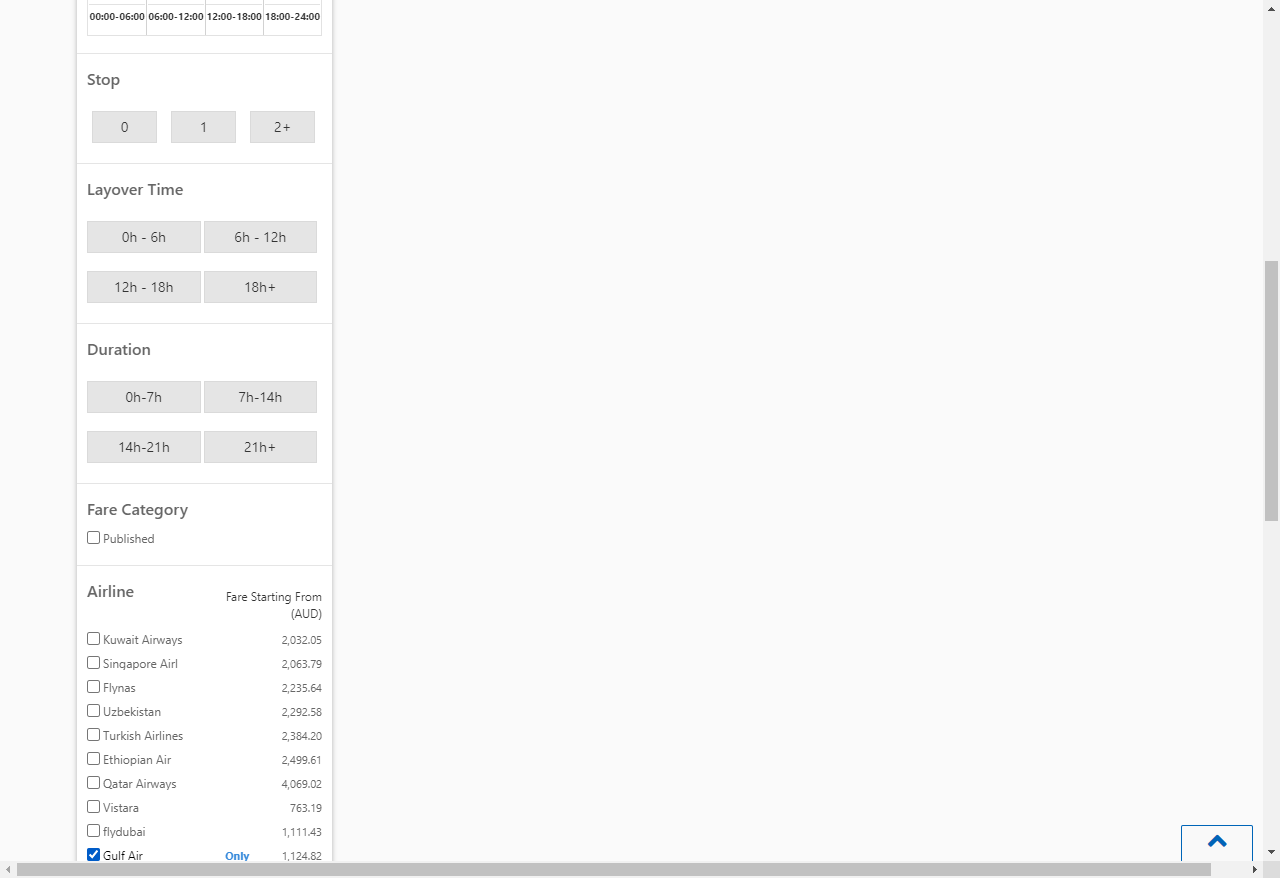 00:00-06:00 06:00-12:00 12:00-18:00 18:00-24:00
Stop
0 1 2+
Layover Time
0h - 6h 6h - 12h
12h - 18h 18h+
Duration
0h-7h 7h-14h
14h-21h 21h+
Fare Category
Published
Airline Fare Starting From
(AUD)
Kuwait Airways 2,032.05
Singapore Airl 2,063.79
Flynas 2,235.64
Uzbekistan 2,292.58
Turkish Airlines 2,384.20
Ethiopian Air 2,499.61
Qatar Airways 4,069.02
Vistara 763.19
flydubai 1,111.43
Gulf Air Only 1,124.82